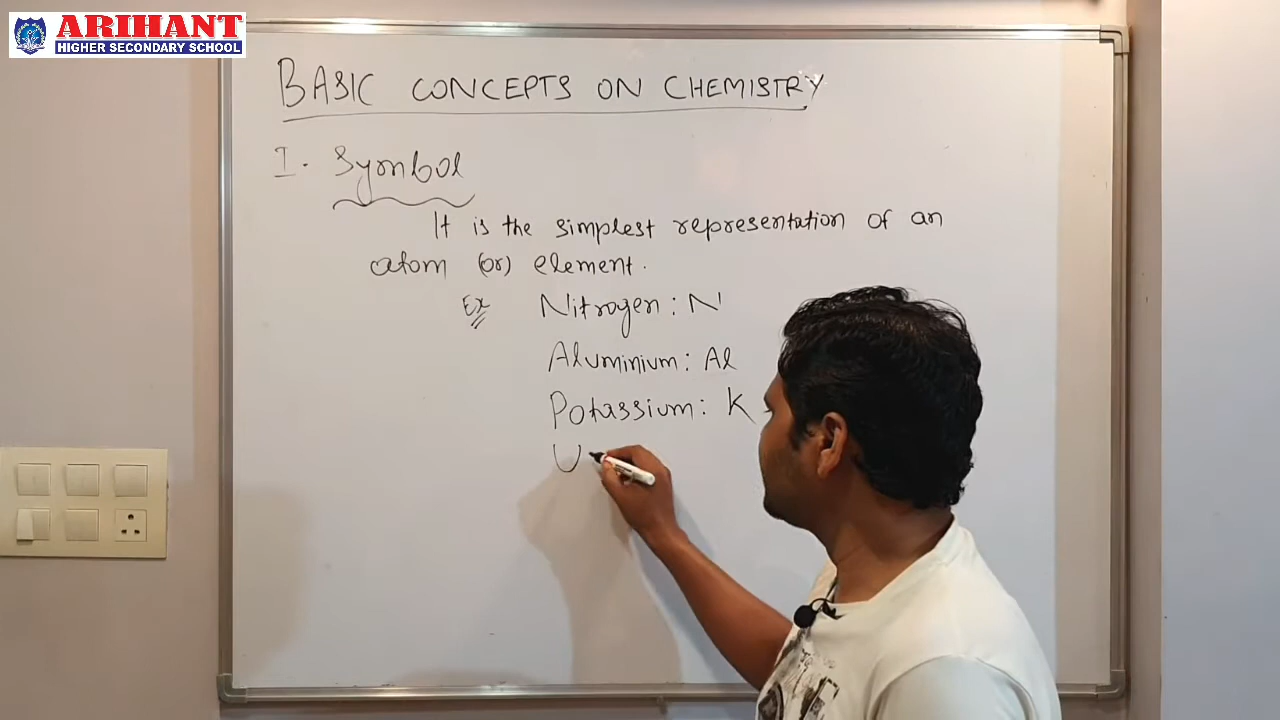 ARIHANT
HIGHER SECONDARY SCHOOL
BASIC CONCEPTS ON CHEMISTRY
I. Symbol
It is the simplest representation of an
atom (or) element.
Ex Nitrogen : N
Aluminium : Al
Potassium : K
U